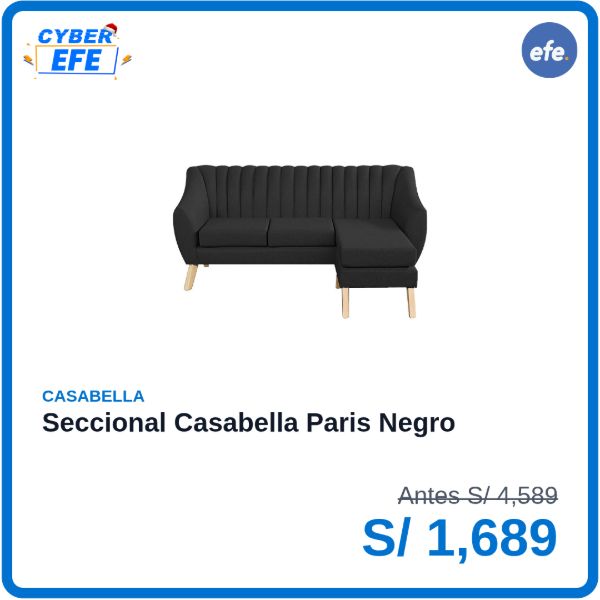 CYBER
EFE
efe.
CASABELLA
Seccional Casabella Paris Negro
Antes S/ 4,589
S/ 1,689